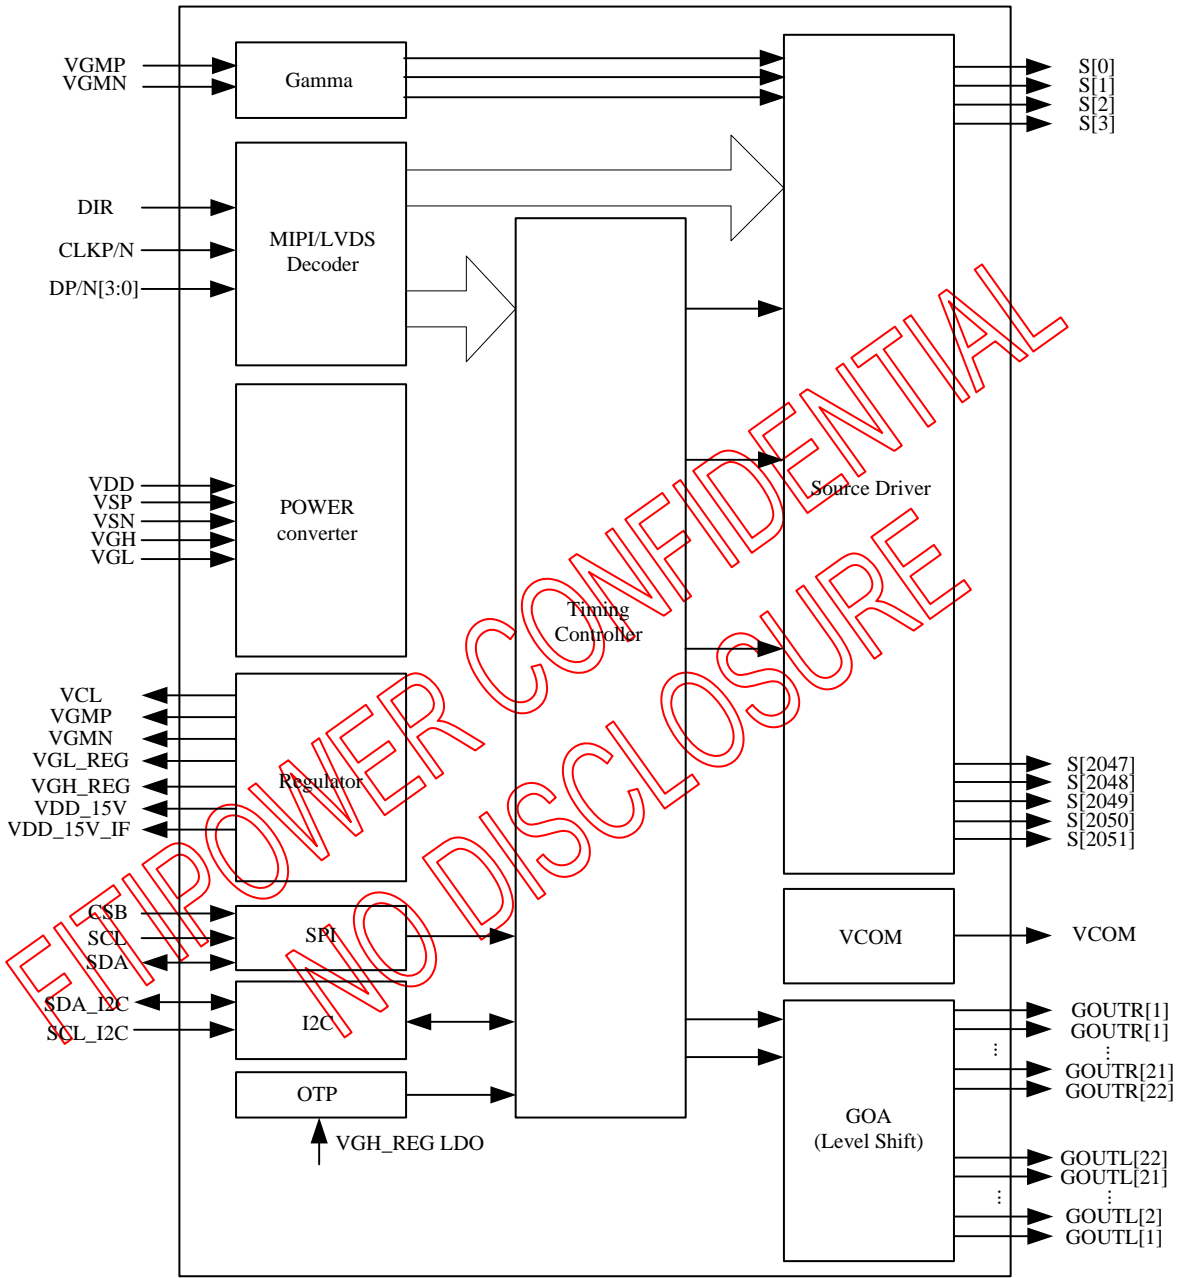 VGMP
VGMN
Gamma
S[0]
S[1]
S[2]
S[3]
DIR
CLKP/N
DP/N[3:0]
MIPI/LVDS
Decoder
VDD
VSP
VSN
VGH
VGL
POWER
converter
Timing
Controller
Source Driver
VCL
VGMP
VGMN
VGL_REG
VGH_REG
VDD_15V
VDD_15V_IF
Regulator
S[2047]
S[2048]
S[2049]
S[2050]
S[2051]
CSB
SCL
SDA
SPI
VCOM
VCOM
SDA_I2C
SCL_I2C
I2C
OTP
VGH_REG LDO
GOA
(Level Shift)
GOUTR[1]
GOUTR[1]
...
...
GOUTR[21]
GOUTR[22]
GOUTL[22]
GOUTL[21]
...
...
GOUTL[2]
GOUTL[1]
FITIPOWER CONFIDENTIAL
NO DISCLOSURE